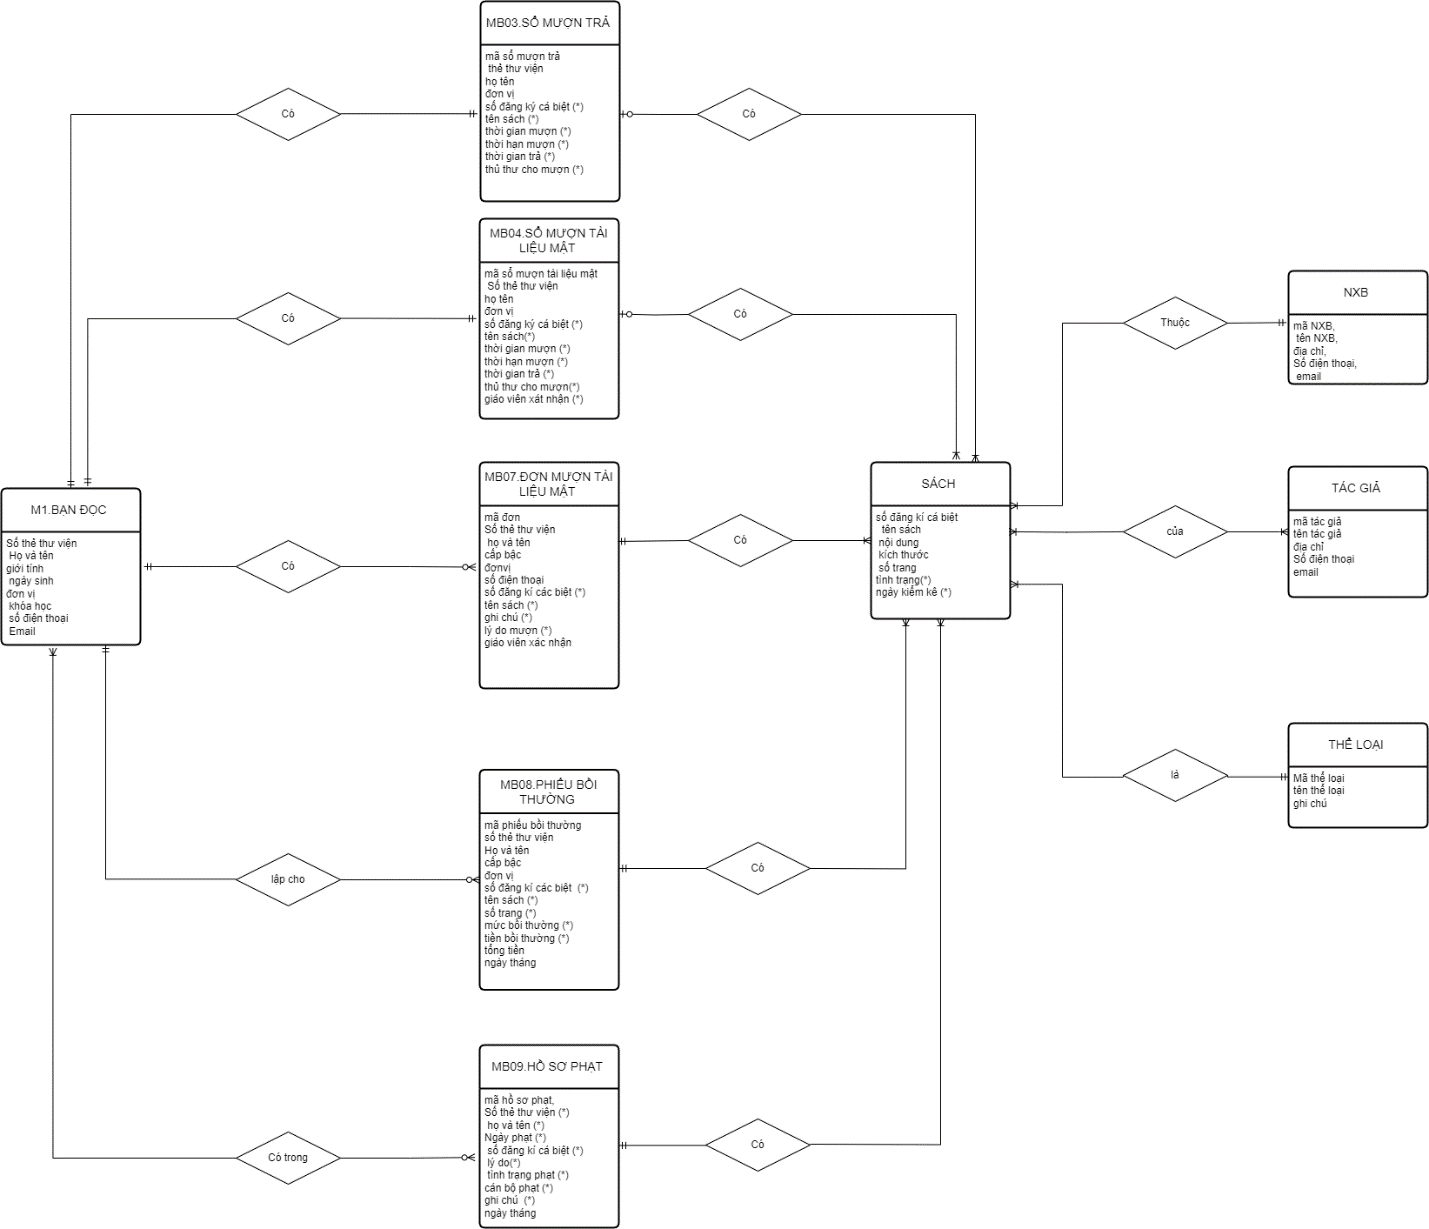 MB03.SỔ MƯỢN TRẢ
mã sổ mượn trả
thẻ thư viện
họ tên
đơn vị
số đăng ký cá biệt (*)
tên sách (*)
thời gian mượn (*)
thời hạn mượn (*)
thời gian trả (*)
thủ thư cho mượn (*)
Có
Có
MB04.SỔ MƯỢN TÀI
LIỆU MẬT
mã sổ mượn tài liệu mật
Số thẻ thư viện
họ tên
đơn vị
số đăng ký cá biệt (*)
tên sách(*)
thời gian mượn (*)
thời hạn mượn (*)
thời gian trả (*)
thủ thư cho mượn(*)
giáo viên xát nhận (*)
Có
Có
NXB
mã NXB,
tên NXB,
địa chỉ,
Số điện thoại,
email
Thuộc
M1.BẠN ĐỌC
Số thẻ thư viện
Họ và tên
giới tính
ngày sinh
đơn vị
khóa học
số điện thoại
Email
Có
MB07.ĐƠN MƯỢN TÀI
LIỆU MẬT
mã đơn
Số thẻ thư viện
họ và tên
cấp bậc
đơnvị
số điện thoại
số đăng kí các biệt (*)
tên sách (*)
ghi chú (*)
lý do mượn (*)
giáo viên xác nhận
Có
SÁCH
số đăng kí cá biệt
tên sách
nội dung
kích thước
số trang
tình trạng(*)
ngày kiểm kê (*)
của
TÁC GIẢ
mã tác giả
tên tác giả
địa chỉ
Số điện thoại
email
là
THỂ LOẠI
Mã thể loại
tên thể loại
ghi chú
lập cho
MB08.PHIẾU BỒI
THƯỜNG
mã phiếu bồi thường
số thẻ thư viện
Họ và tên
cấp bậc
đơn vị
số đăng kí các biệt (*)
tên sách (*)
số trang (*)
mức bồi thường (*)
tiền bồi thường (*)
tổng tiền
ngày tháng
Có
Có trong
MB09.HỒ SƠ PHẠT
mã hồ sơ phạt,
Số thẻ thư viện (*)
họ và tên (*)
Ngày phạt (*)
số đăng kí cá biệt (*)
lý do(*)
tình trạng phạt (*)
cán bộ phạt (*)
ghi chú (*)
ngày tháng
Có